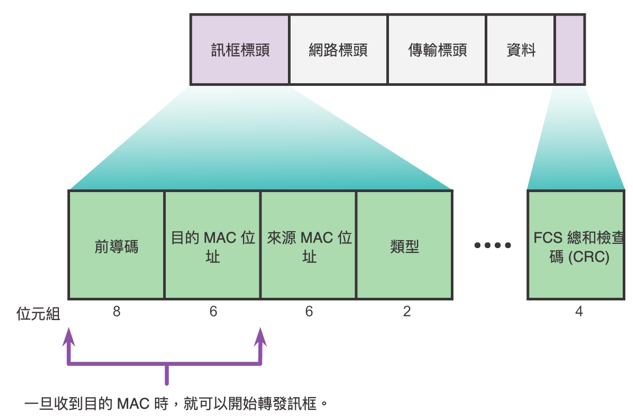 訊框標頭
網路標頭
傳輸標頭
資料
前導碼
目的 MAC 位
址
來源 MAC 位
址
類型
FCS 總和檢查
碼 (CRC)
位元組
8
6
6
2
4
一旦收到目的 MAC 時，就可以開始轉發訊框。